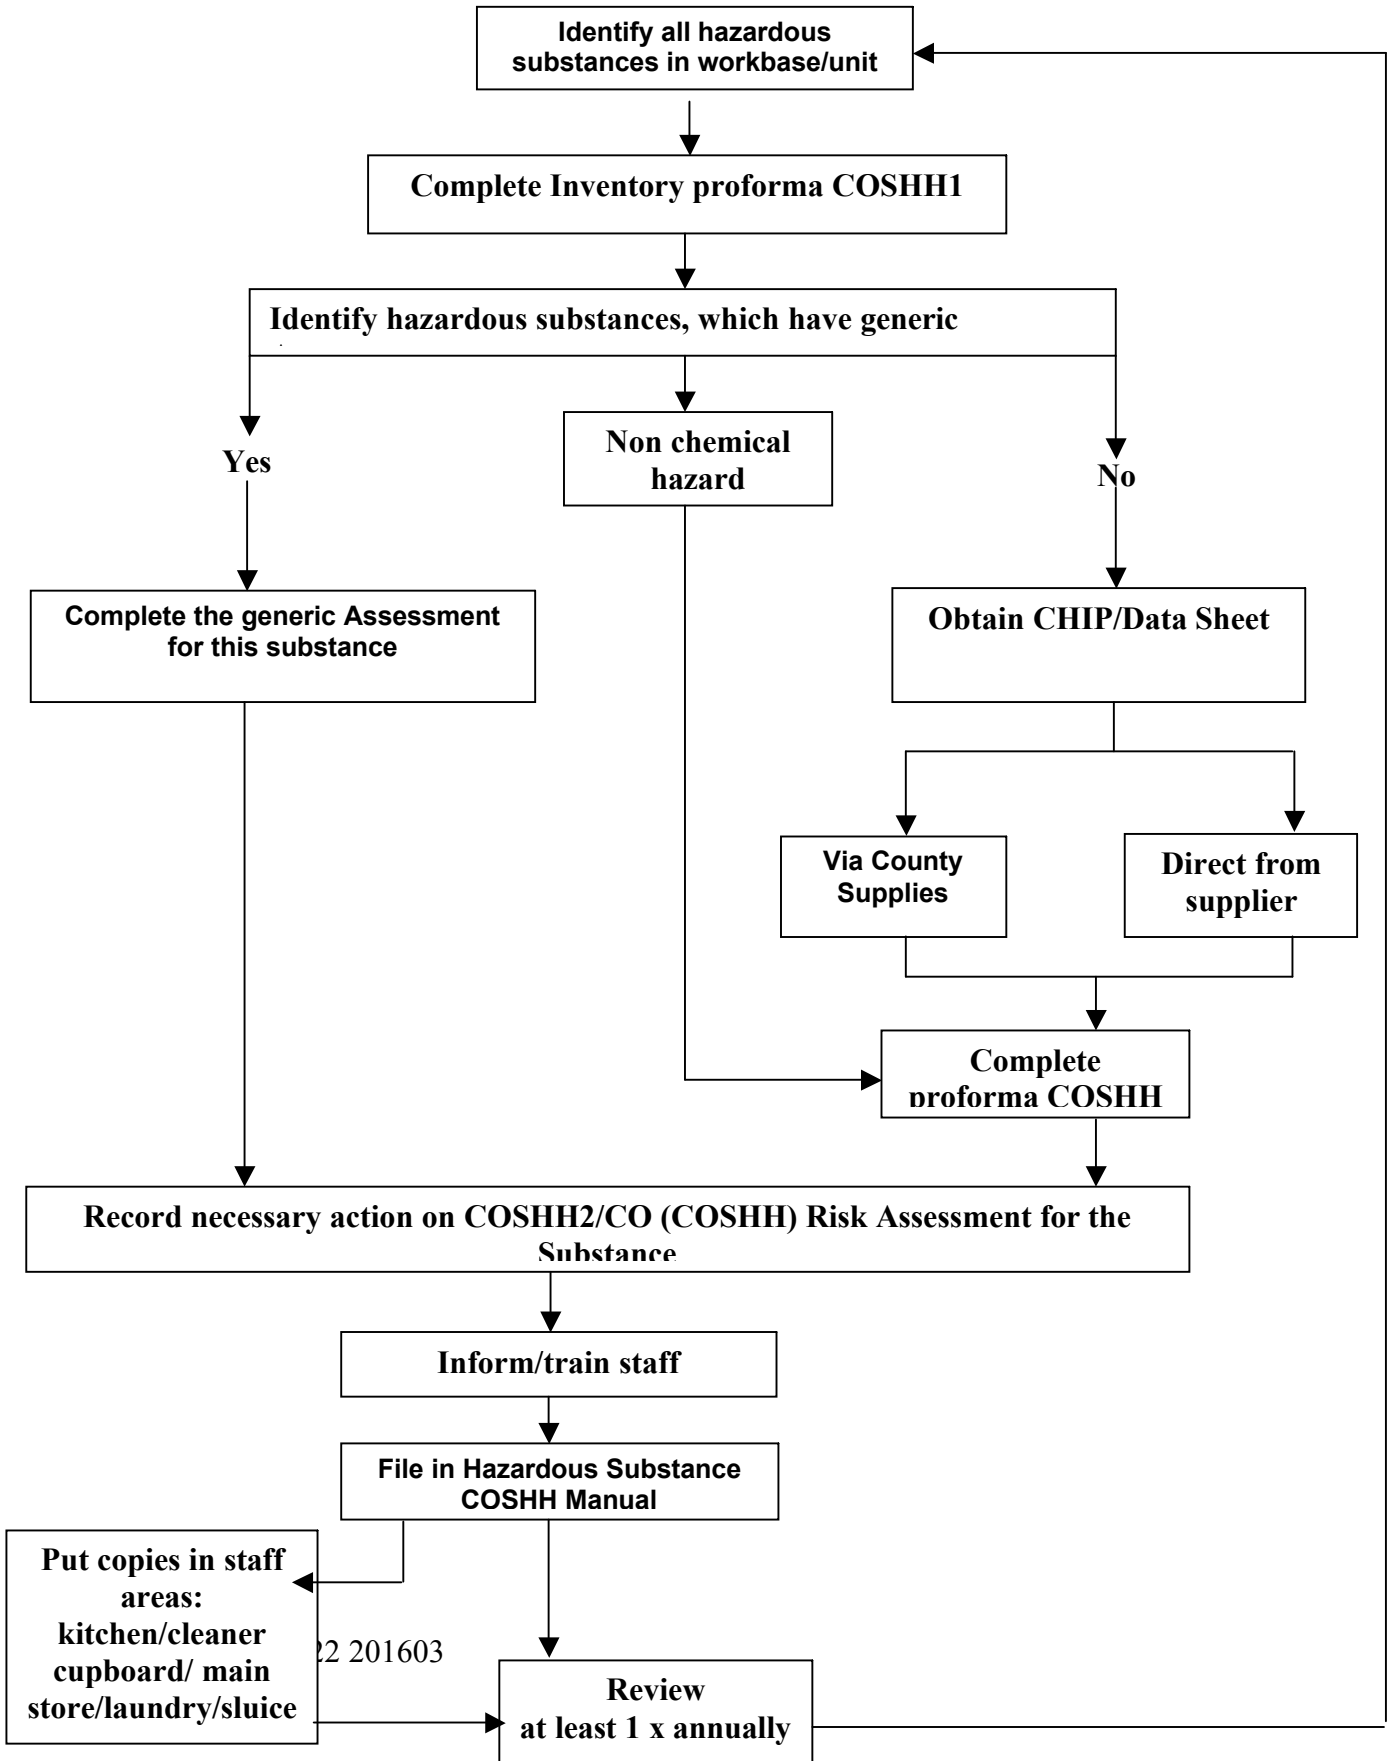 Identify all hazardous
substances in workbase/unit
Complete Inventory proforma COSHH1
Identify hazardous substances, which have generic
Yes
Non chemical
hazard
No
Complete the generic Assessment
for this substance
Obtain CHIP/Data Sheet
Via County
Supplies
Direct from
supplier
Complete
proforma COSHH
Record necessary action on COSHH2/CO (COSHH) Risk Assessment for the
Substance
Inform/train staff
File in Hazardous Substance
COSHH Manual
Put copies in staff
areas:
kitchen/cleaner
cupboard/ main
store/laundry/sluice
22 201603
Review
at least 1 x annually